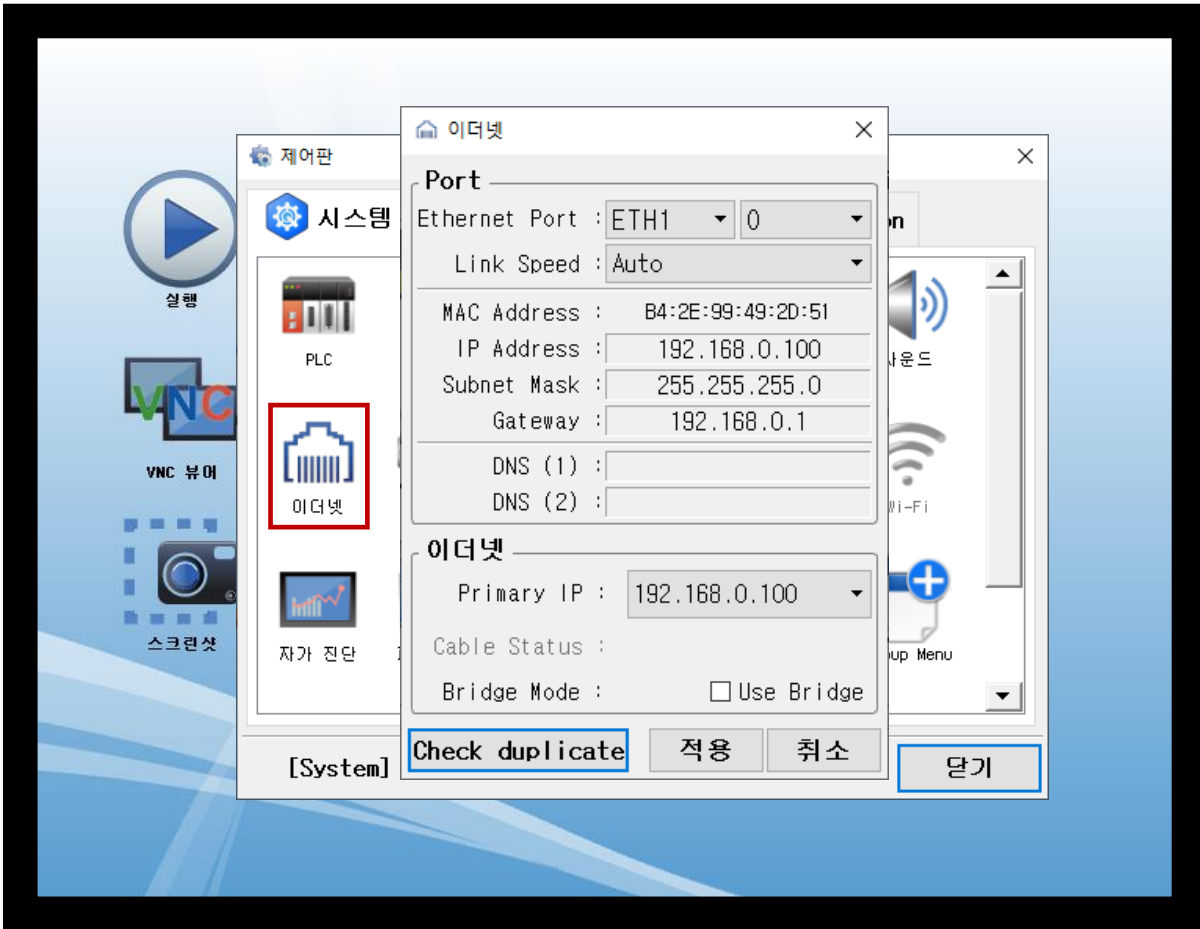 이더넷
제어판
Port
시스템
Ethernet Port : ETH1 0
Link Speed : Auto
MAC Address : B4:2E:99:49:2D:51
IP Address : 192.168.0.100
Subnet Mask : 255.255.255.0
Gateway : 192.168.0.1
DNS (1) :
DNS (2) :
이더넷
Primary IP : 192.168.0.100
Cable Status :
Bridge Mode : Use Bridge
Check duplicate 적용 취소
실행
VNC
VNC 뷰어
스크린샷
PLC
이더넷
자가 진단
Wi-Fi
Menu
[System]
닫기